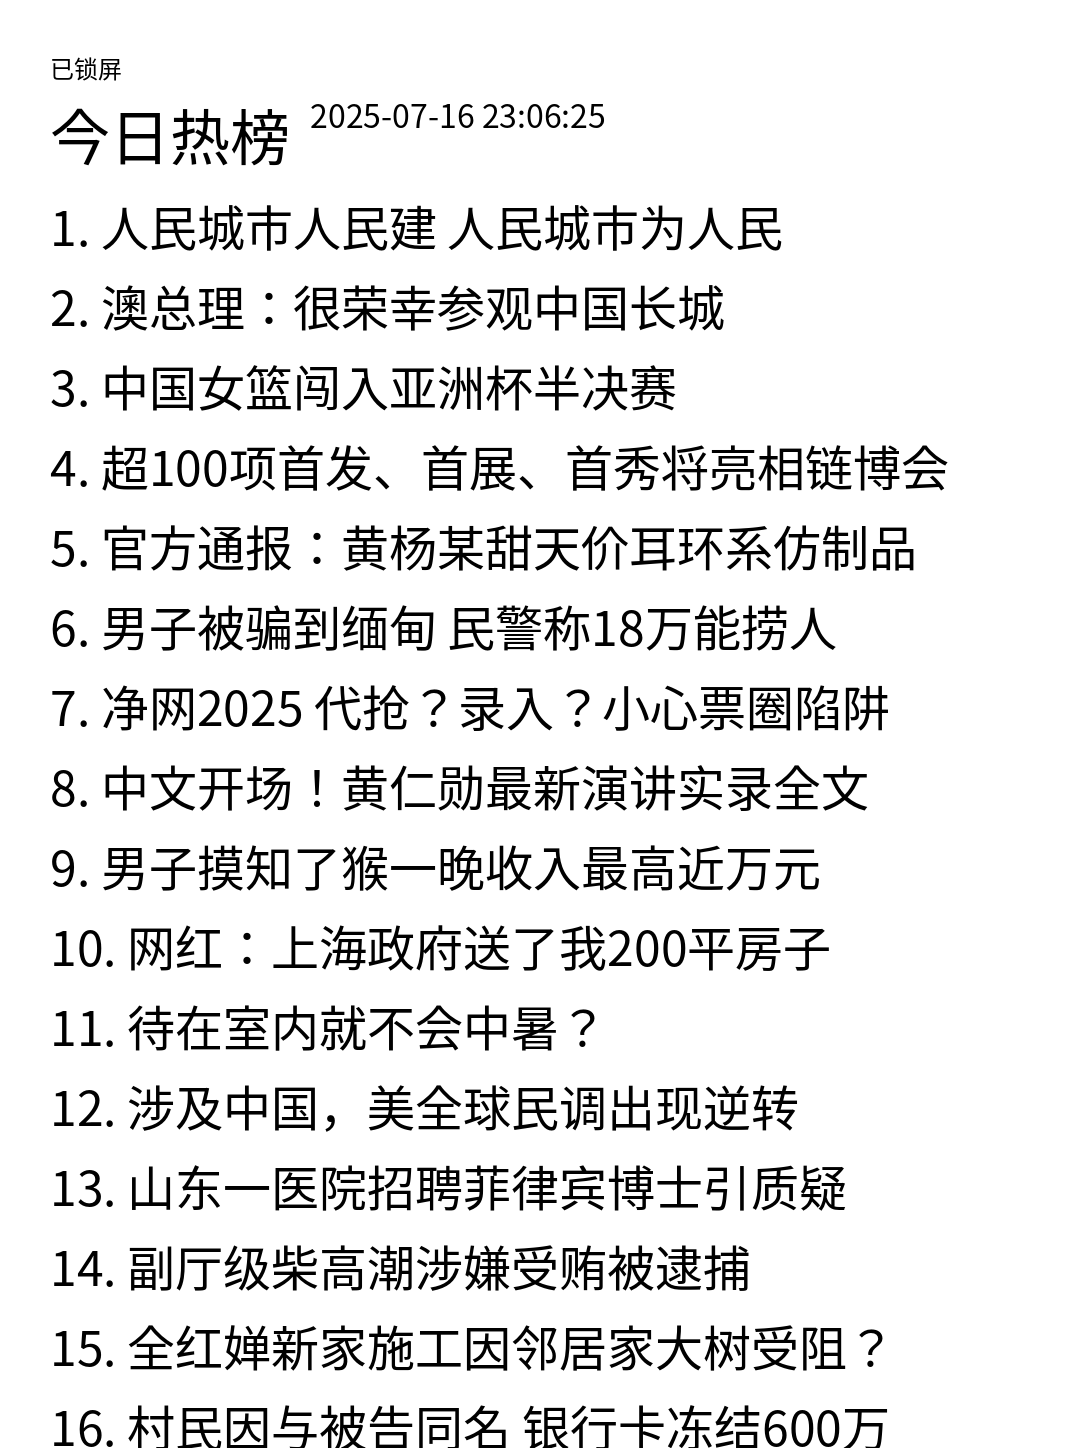 已锁屏
今日热榜 2025-07-16 23:06:25
1. 人民城市人民建 人民城市为人民
2. 澳总理：很荣幸参观中国长城
3. 中国女篮闯入亚洲杯半决赛
4. 超100项首发、首展、首秀将亮相链博会
5. 官方通报：黄杨某甜天价耳环系仿制品
6. 男子被骗到缅甸 民警称18万能捞人
7. 净网2025 代抢？录入？小心票圈陷阱
8. 中文开场！黄仁勋最新演讲实录全文
9. 男子摸知了猴一晚收入最高近万元
10. 网红：上海政府送了我200平房子
11. 待在室内就不会中暑？
12. 涉及中国，美全球民调出现逆转
13. 山东一医院招聘菲律宾博士引质疑
14. 副厅级柴高潮涉嫌受贿被逮捕
15. 全红婵新家施工因邻居家大树受阻？
16. 村民因与被告同名 银行卡冻结600万